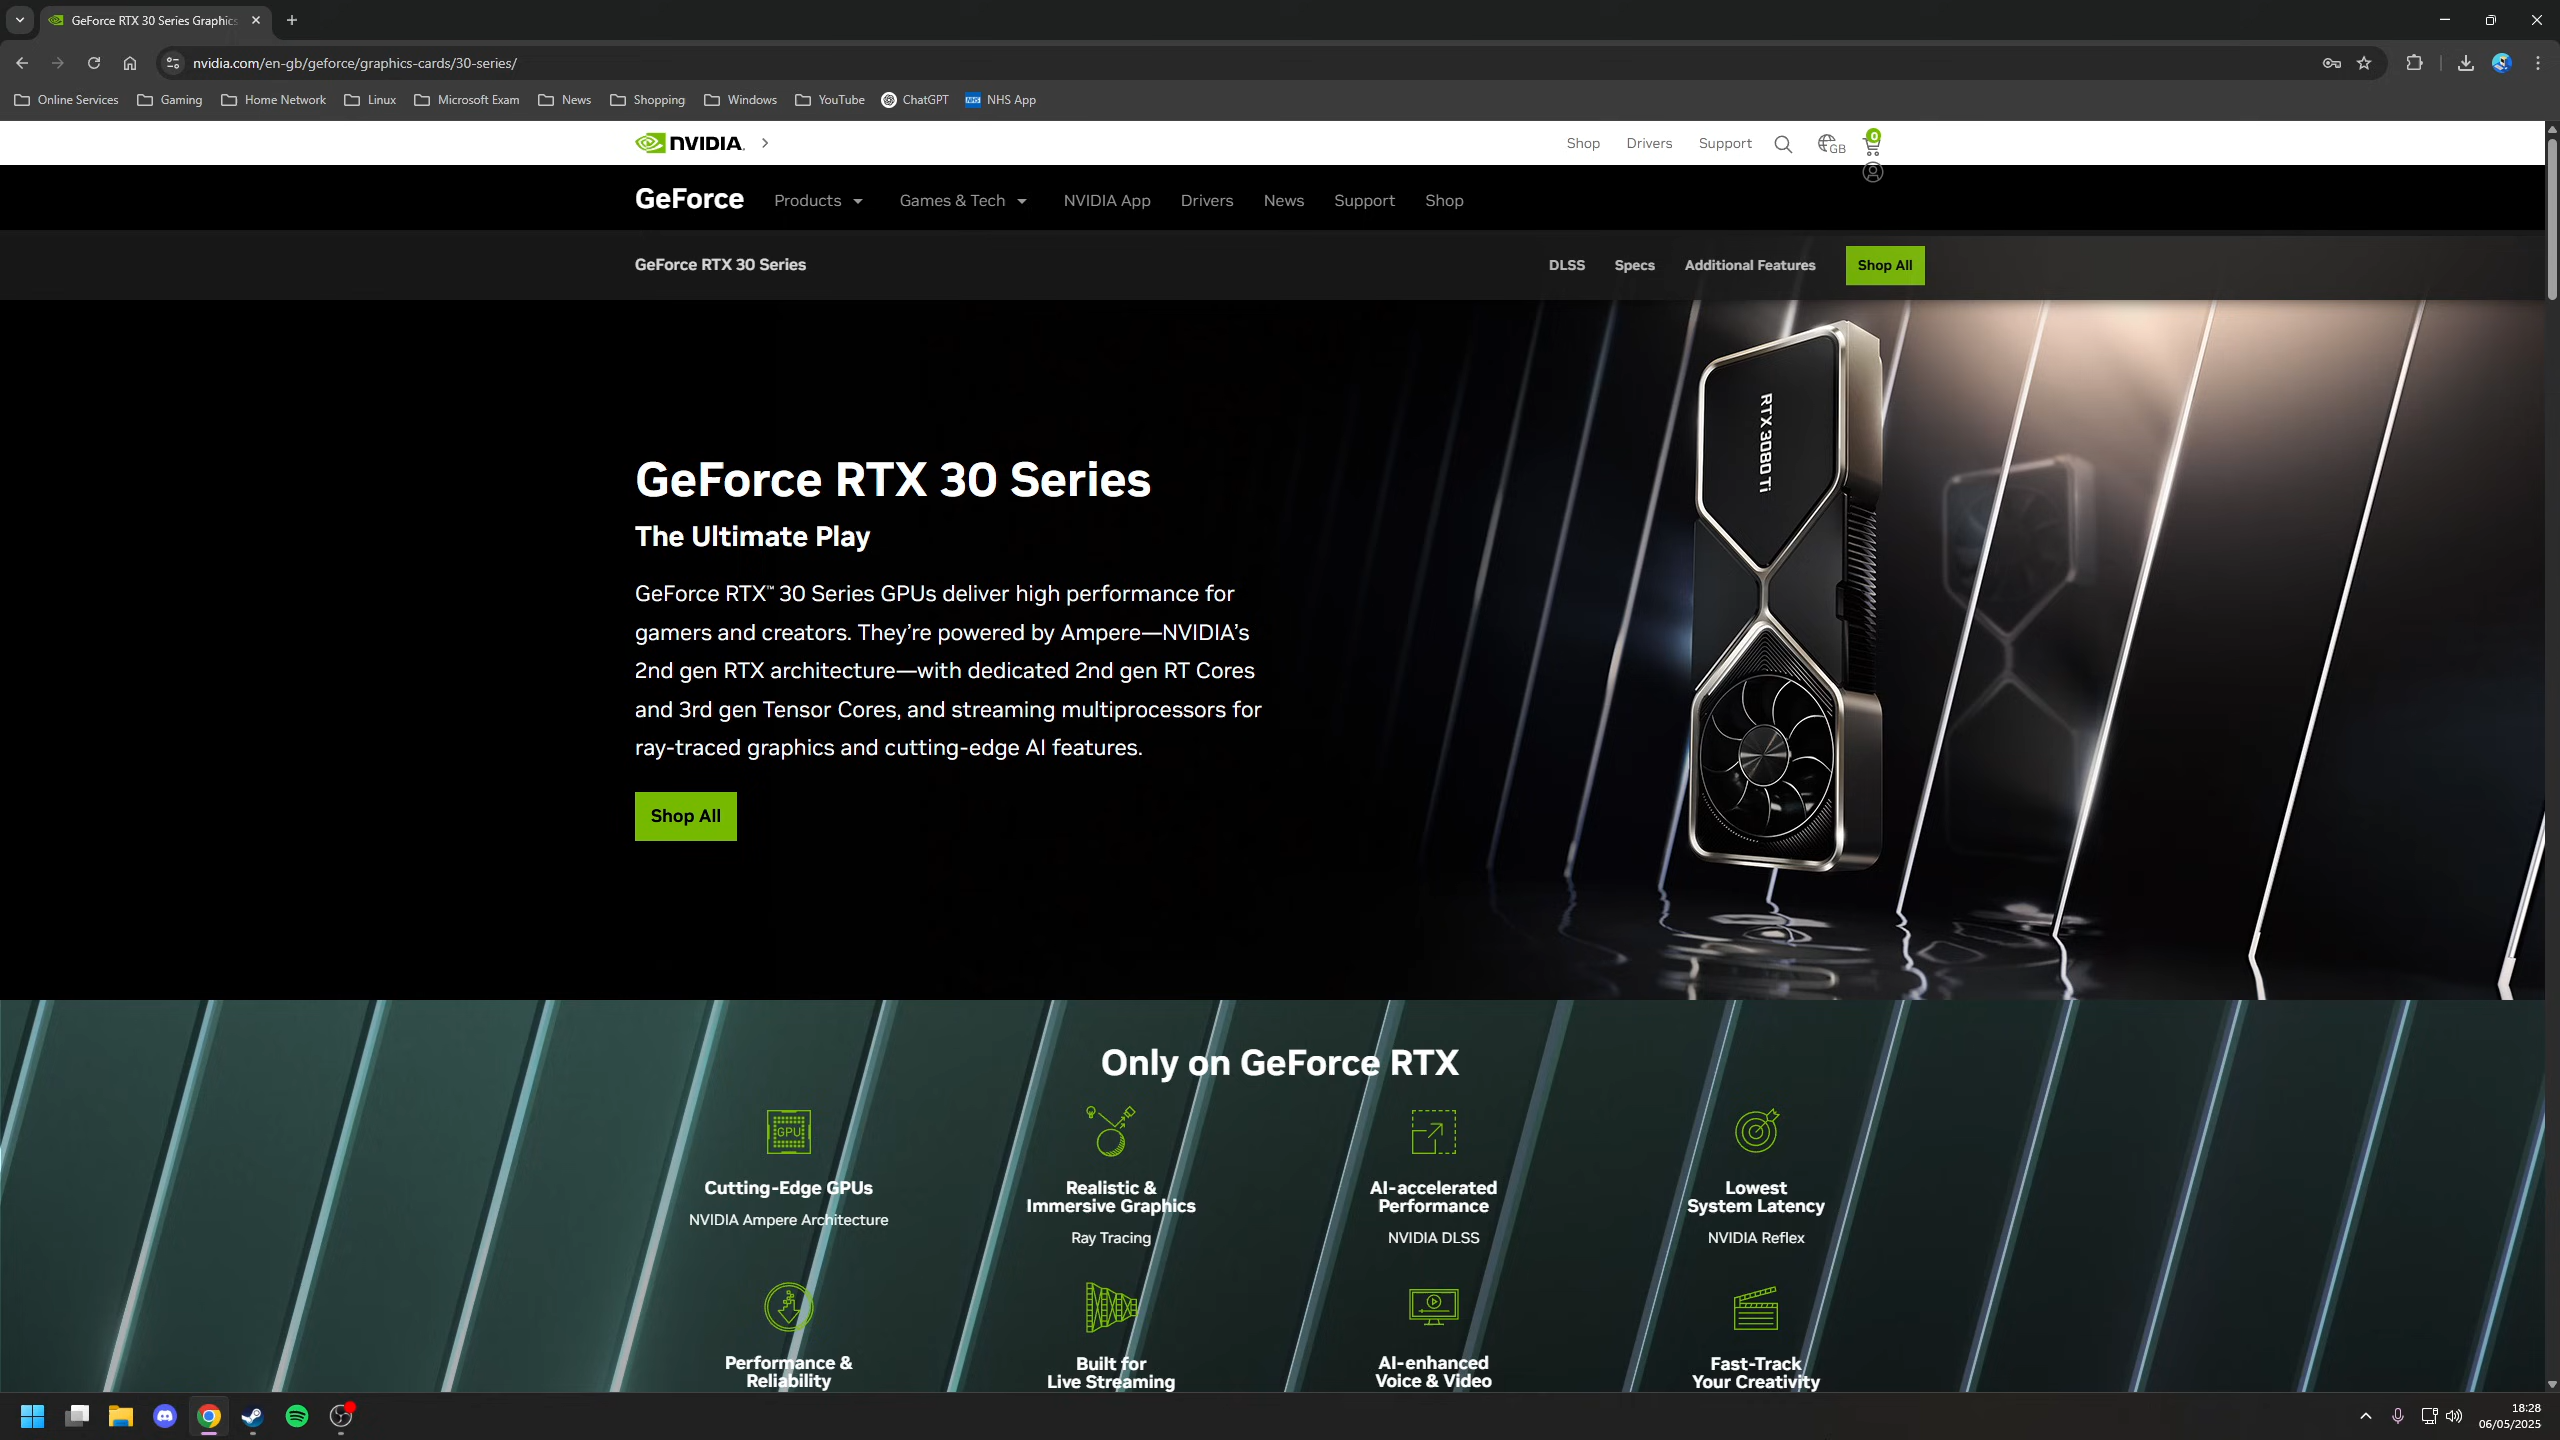 GeForce RTX 30 Series Graphics
nvidia.com/en-gb/geforce/graphics-cards/30-series/
Online Services Gaming Home Network Linux Microsoft Exam News Shopping Windows YouTube ChatGPT NHS NHS App
NVIDIA. Shop Drivers Support GB 0
GeForce Products Games & Tech NVIDIA App Drivers News Support Shop
GeForce RTX 30 Series DLSS Specs Additional Features Shop All
RTX 3080 Ti
GeForce RTX 30 Series
The Ultimate Play
GeForce RTX™ 30 Series GPUs deliver high performance for
gamers and creators. They’re powered by Ampere—NVIDIA’s
2nd gen RTX architecture—with dedicated 2nd gen RT Cores
and 3rd gen Tensor Cores, and streaming multiprocessors for
ray-traced graphics and cutting-edge AI features.
Shop All
Only on GeForce RTX
GPU
Cutting-Edge GPUs
NVIDIA Ampere Architecture
Realistic &
Immersive Graphics
Ray Tracing
AI-accelerated
Performance
NVIDIA DLSS
Lowest
System Latency
NVIDIA Reflex
Performance &
Reliability
Built for
Live Streaming
AI-enhanced
Voice & Video
Fast-Track
Your Creativity
18:28
06/05/2025